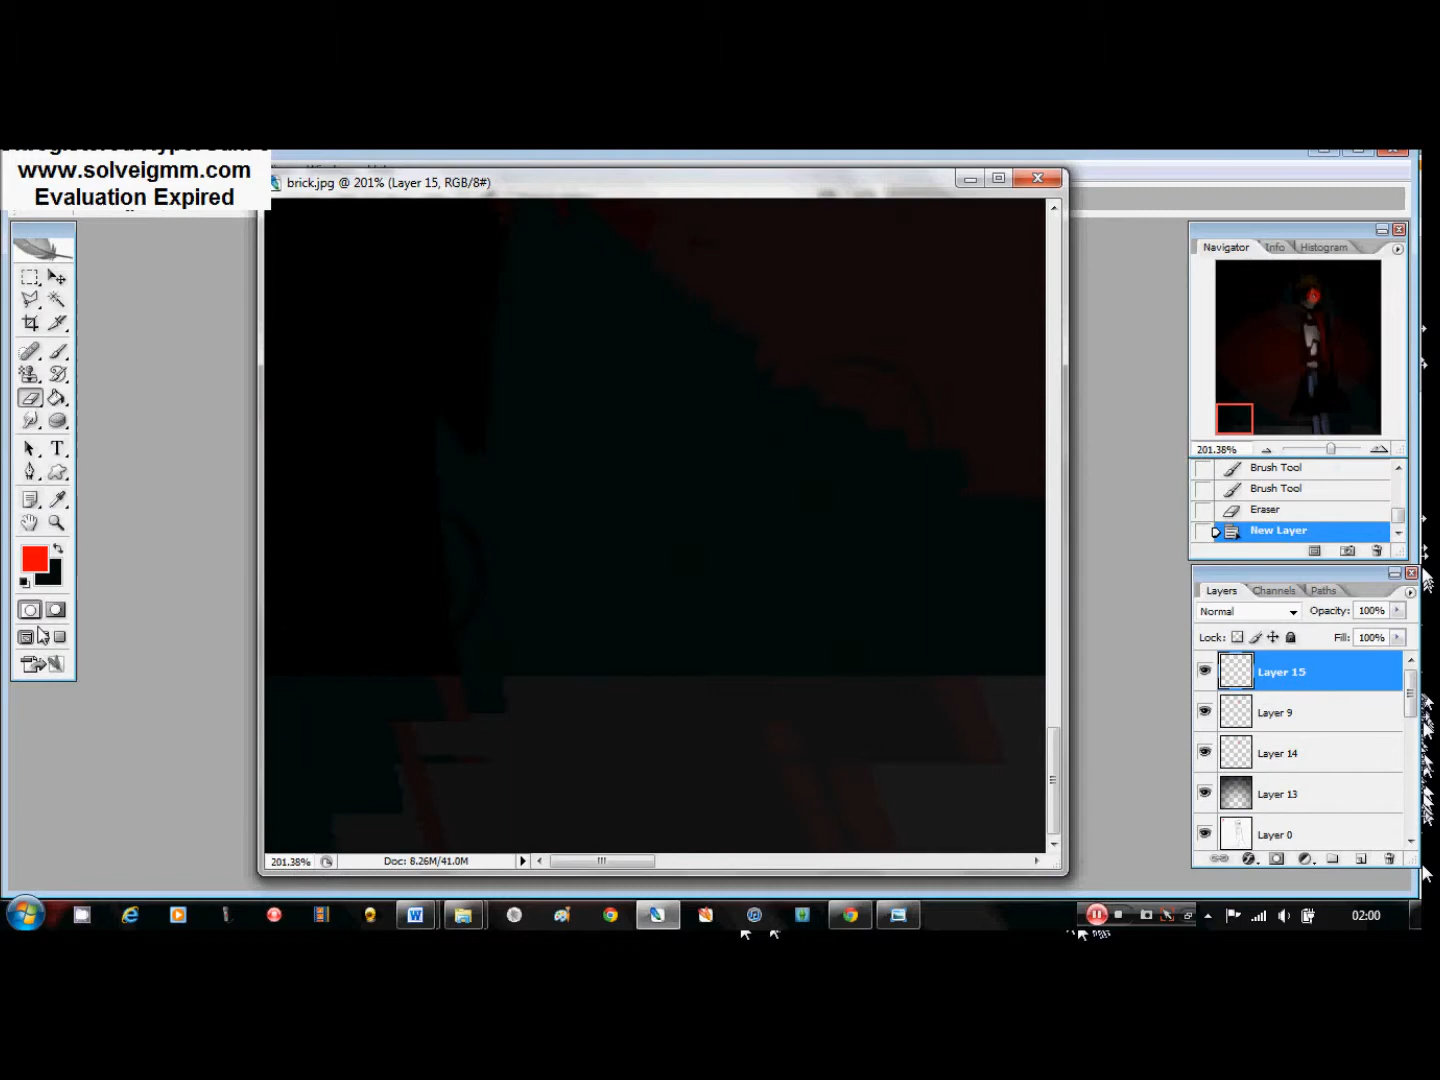 www.solveigmm.com
Evaluation Expired
brick.jpg @ 201% (Layer 15, RGB/8#)
Navigator
Info
Histogram
201.38%
Brush Tool
Brush Tool
Eraser
New Layer
Layers
Channels
Paths
Normal
Opacity: 100%
Lock:
Fill: 100%
Layer 15
Layer 9
Layer 14
Layer 13
Layer 0
201.38%
Doc: 8.26M/41.0M
02:00